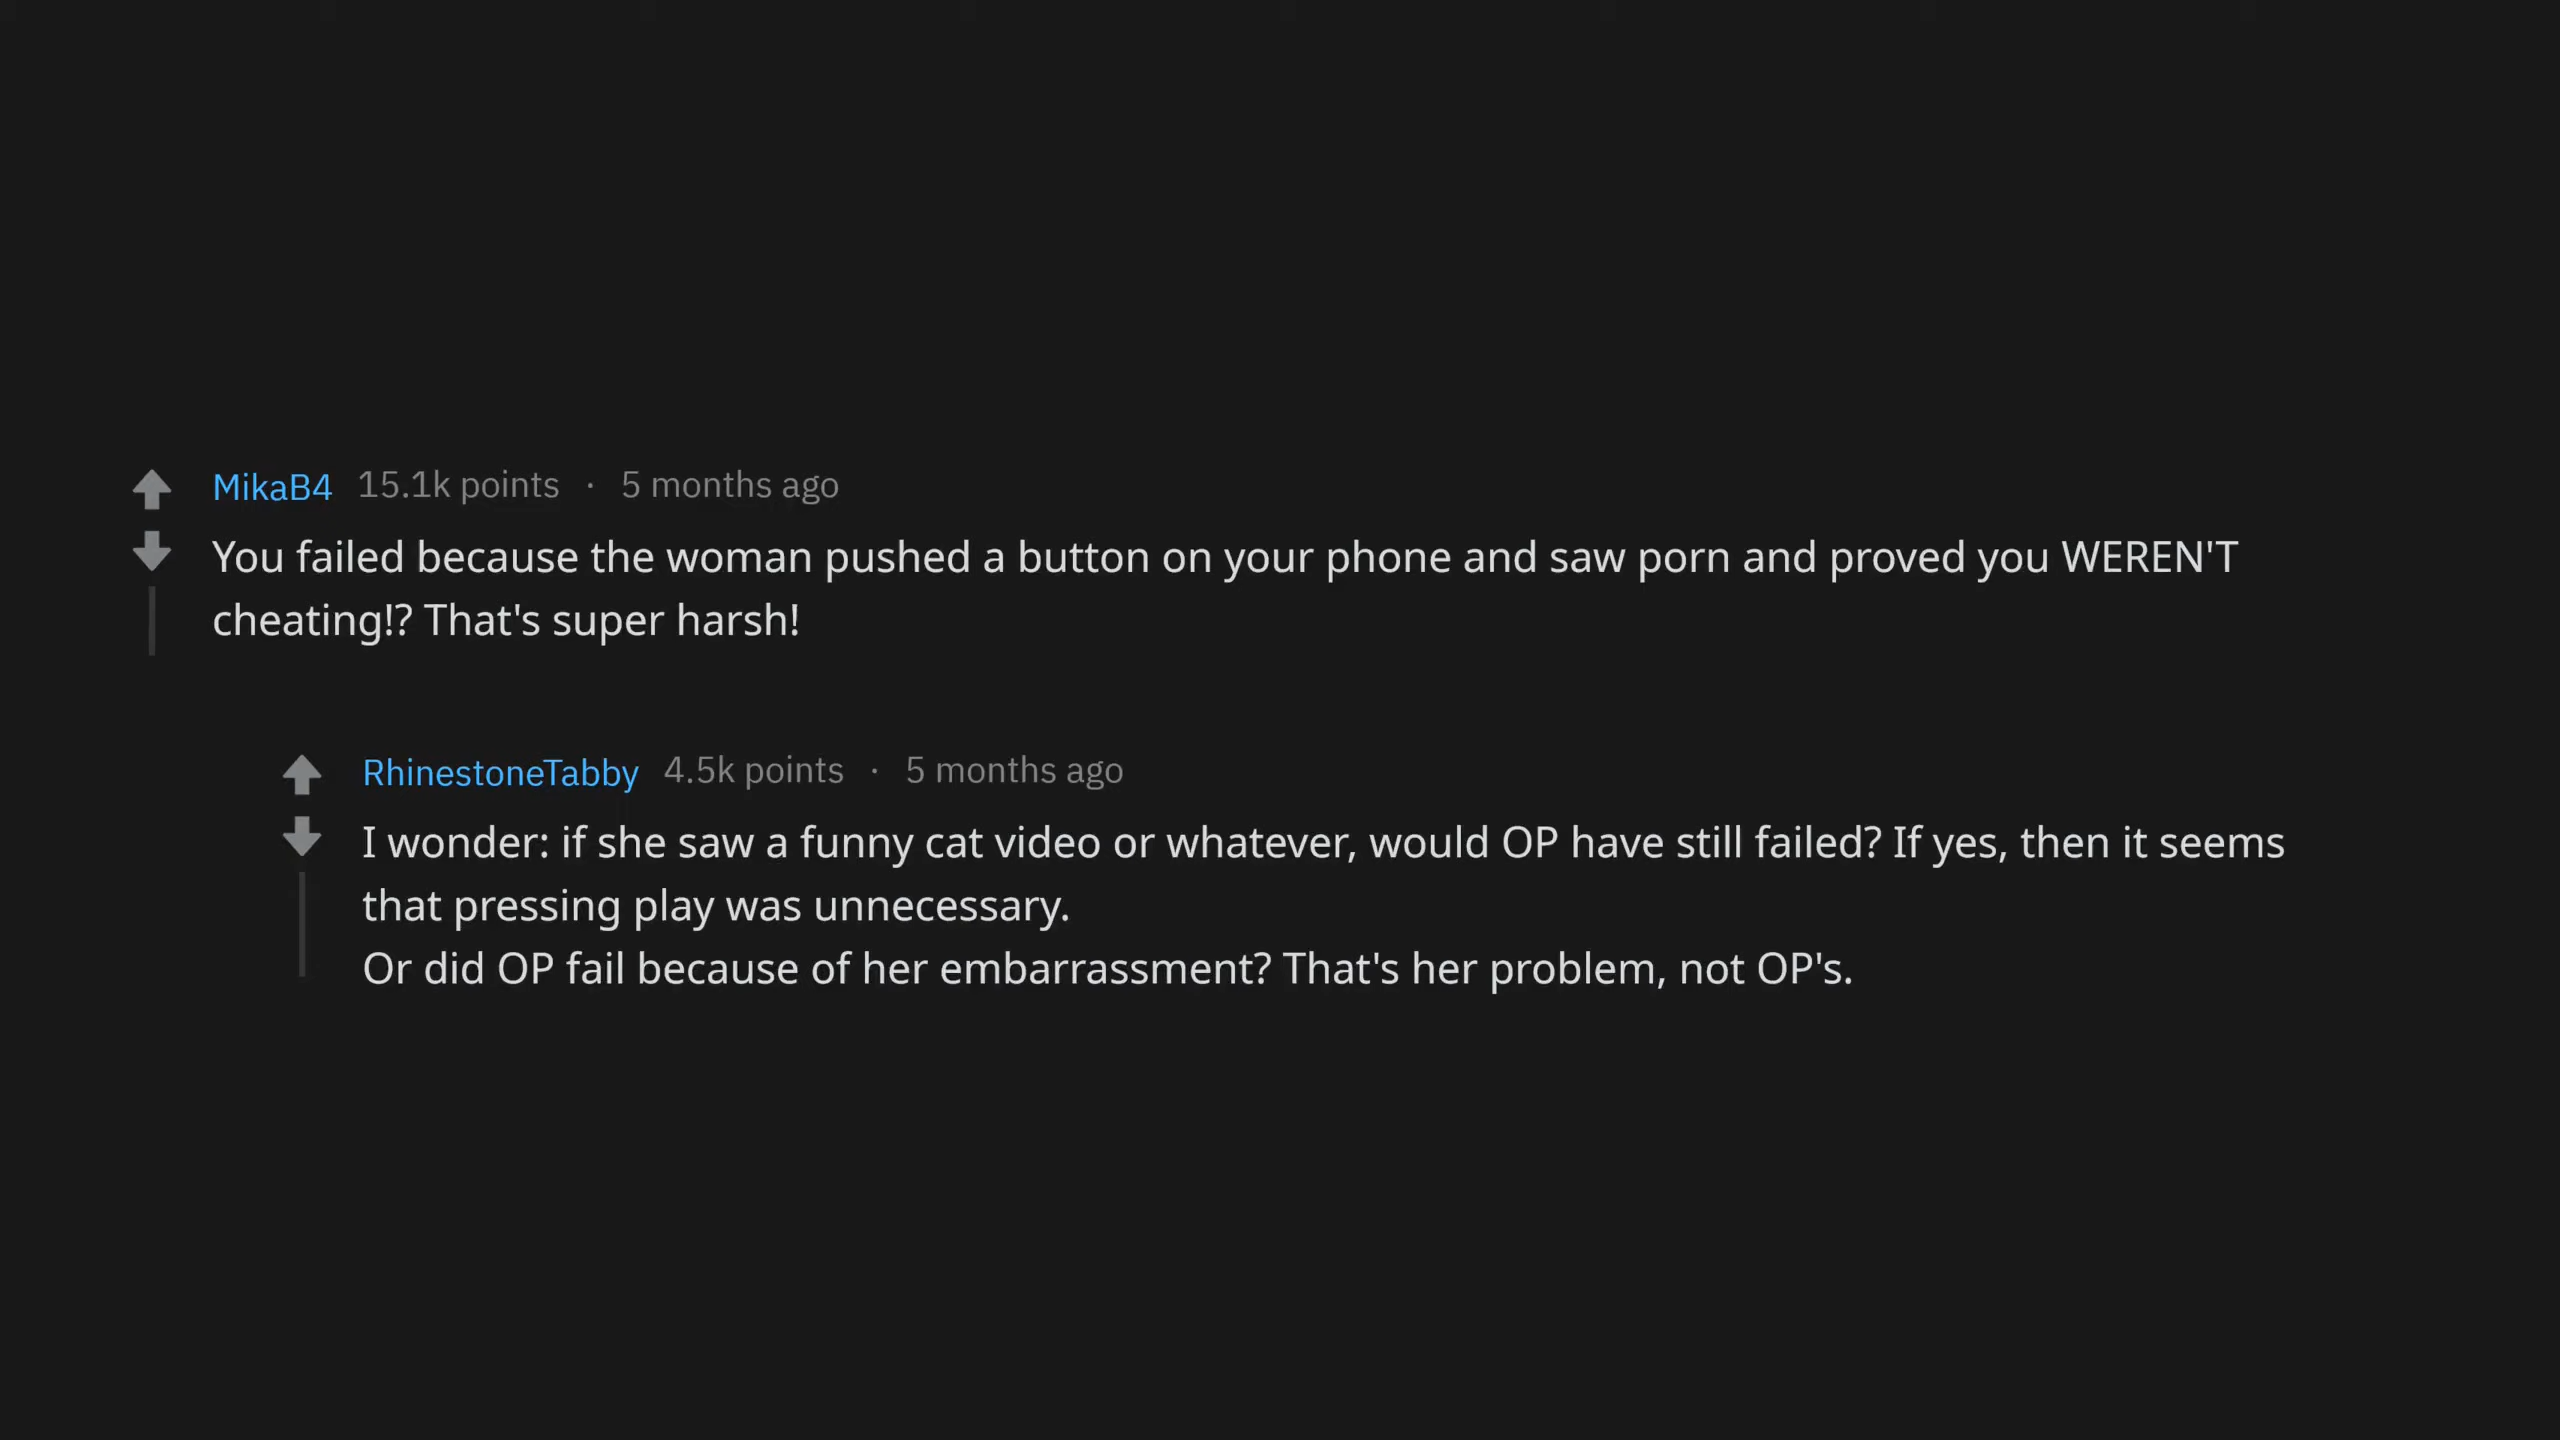 MikaB4 15.1k points · 5 months ago
You failed because the woman pushed a button on your phone and saw porn and proved you WEREN'T
cheating!? That's super harsh!
RhinestoneTabby 4.5k points · 5 months ago
I wonder: if she saw a funny cat video or whatever, would OP have still failed? If yes, then it seems
that pressing play was unnecessary.
Or did OP fail because of her embarrassment? That's her problem, not OP's.